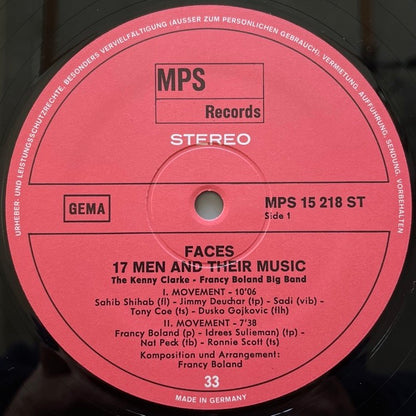 URHEBER- UND LEISTUNGSSCHUTZRECHTE, BESONDERS VERVIELFÄLTIGUNG (AUSSER ZUM PERSÖNLICHEN GEBRAUCH), VERMIETUNG, AUFFÜHRUNG, SENDUNG, VORBEHALTEN
MPS
Records
STEREO
GEMA
MPS 15 218 ST
Side 1
FACES
17 MEN AND THEIR MUSIC
The Kenny Clarke - Francy Boland Big Band
I. MOVEMENT - 10'06
Sahib Shihab (fl) - Jimmy Deuchar (tp) - Sadi (vib) -
Tony Coe (ts) - Dusko Gojkovic (flh)
II. MOVEMENT - 7'38
Francy Boland (p) - Idrees Sulieman (tp) -
Nat Peck (tb) - Ronnie Scott (ts)
Komposition und Arrangement:
Francy Boland
33
MADE IN GERMANY